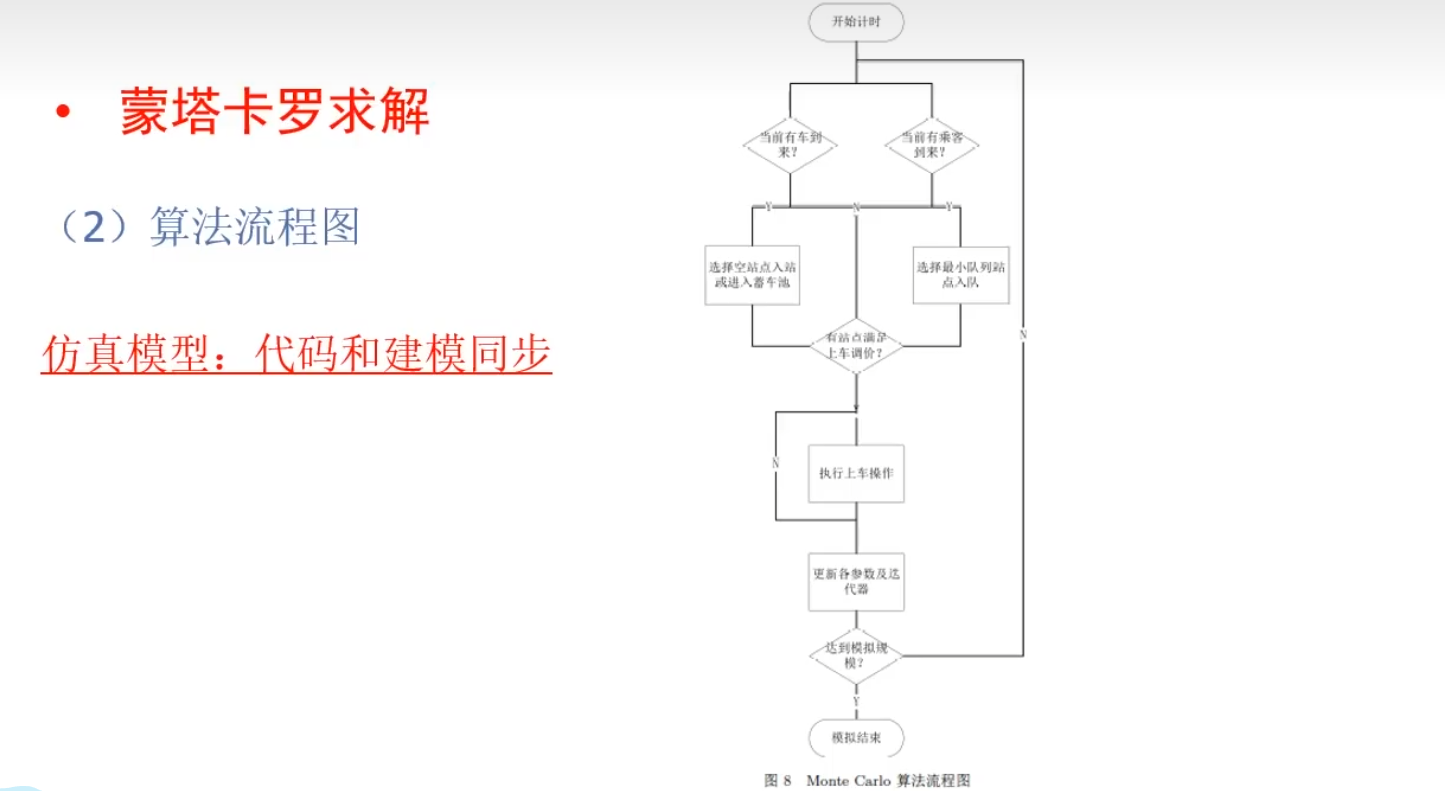 • 蒙塔卡罗求解
（2）算法流程图
仿真模型：代码和建模同步
开始计时
当前有车到
来？
当前有乘客
到来？
Y
N
Y
选择空站点入站
或进入蓄车池
选择最小队列站
点入队
有站点满足
上车调价？
N
N
执行上车操作
更新各参数及迭
代器
达到模拟规
模？
Y
模拟结束
图 8 Monte Carlo 算法流程图